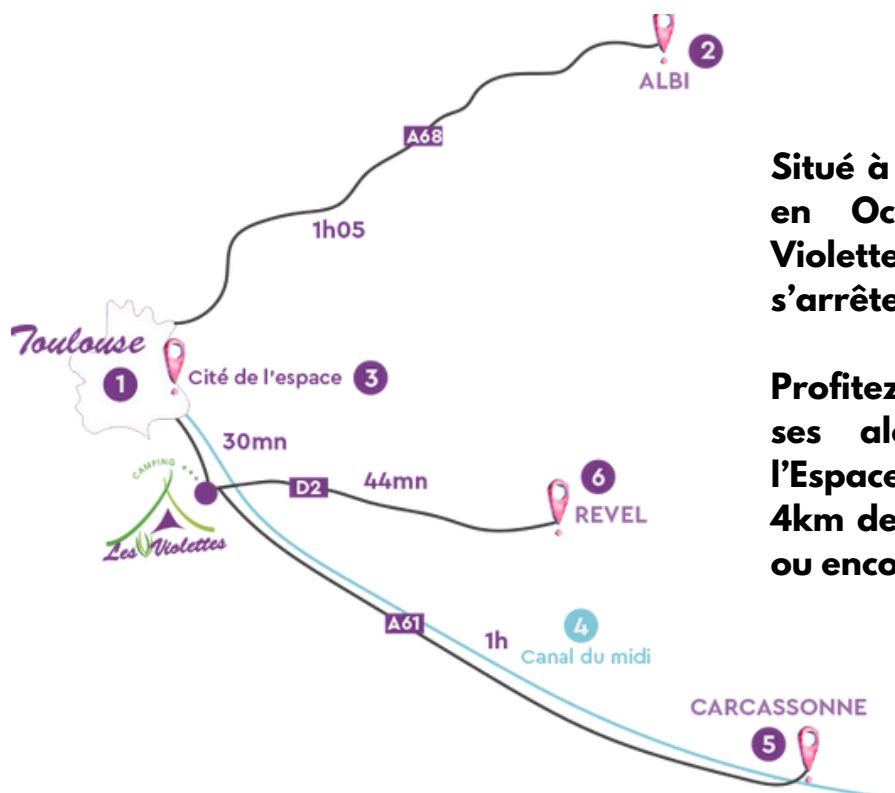 2
ALBI
A68
1h05
Toulouse
1
Cité de l'espace 3
30mn
CAMPING
Les Violettes
D2
44mn
6
REVEL
A61
1h
4
Canal du midi
CARCASSONNE
5
Situé à
en Oc
Violette
s'arrête
Profitez
ses al
l'Espace
4km de
ou enco